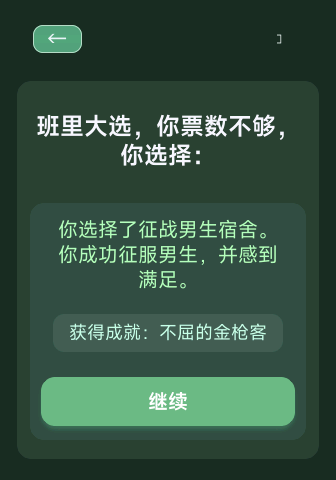 班里大选，你票数不够，
你选择：
你选择了征战男生宿舍。
你成功征服男生，并感到
满足。
获得成就：不屈的金枪客
继续